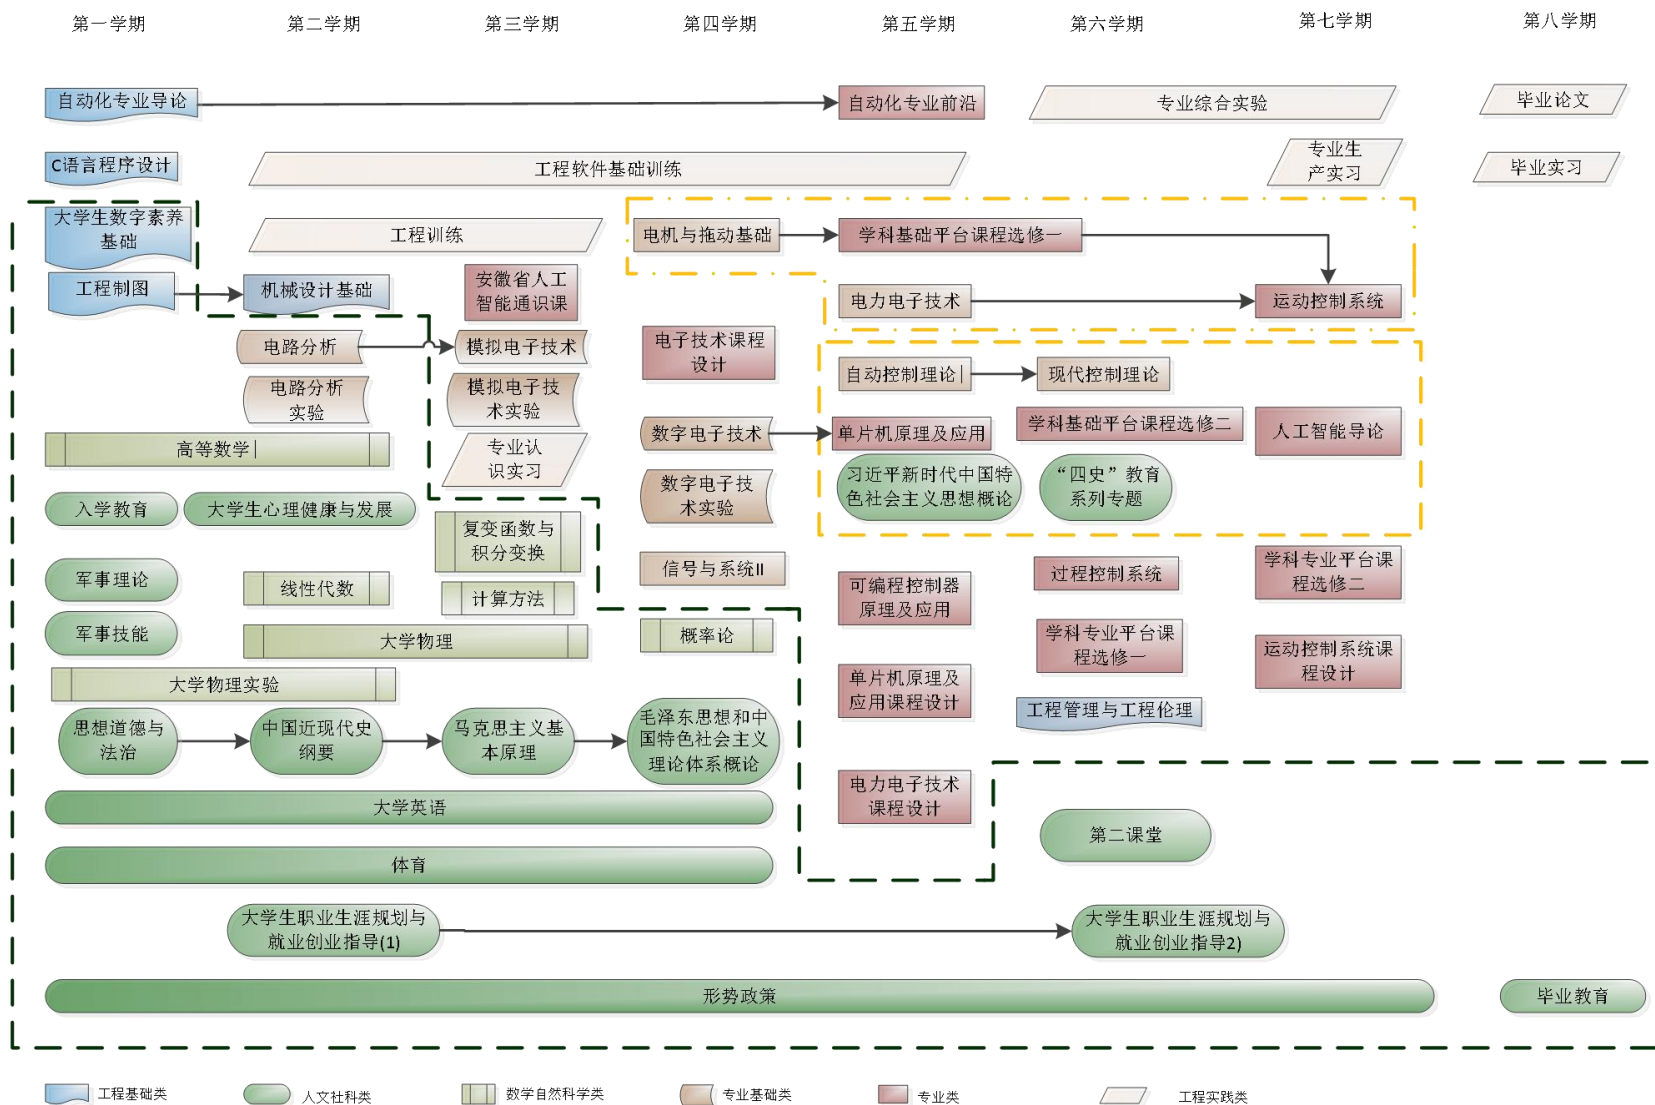 第一学期
第二学期
第三学期
第四学期
第五学期
第六学期
第七学期
第八学期
自动化专业导论
自动化专业前沿
专业综合实验
毕业论文
C语言程序设计
工程软件基础训练
专业生
产实习
毕业实习
大学生数字素养
基础
工程训练
电机与拖动基础
学科基础平台课程选修一
工程制图
机械设计基础
安徽省人工
智能通识课
电力电子技术
运动控制系统
电路分析
模拟电子技术
电子技术课程
设计
自动控制理论|
现代控制理论
电路分析
实验
模拟电子技
术实验
数字电子技术
单片机原理及应用
学科基础平台课程选修二
人工智能导论
高等数学|
专业认
识实习
数字电子技
术实验
习近平新时代中国特
色社会主义思想概论
“四史”教育
系列专题
入学教育
大学生心理健康与发展
复变函数与
积分变换
信号与系统II
军事理论
线性代数
计算方法
可编程控制器
原理及应用
过程控制系统
学科专业平台课
程选修二
军事技能
大学物理
概率论
学科专业平台课
程选修一
运动控制系统课
程设计
大学物理实验
单片机原理及
应用课程设计
工程管理与工程伦理
思想道德与
法治
中国近现代史
纲要
马克思主义基
本原理
毛泽东思想和中
国特色社会主义
理论体系概论
电力电子技术
课程设计
大学英语
第二课堂
体育
大学生职业生涯规划与
就业创业指导(1)
大学生职业生涯规划与
就业创业指导2)
形势政策
毕业教育
工程基础类
人文社科类
数学自然科学类
专业基础类
专业类
工程实践类